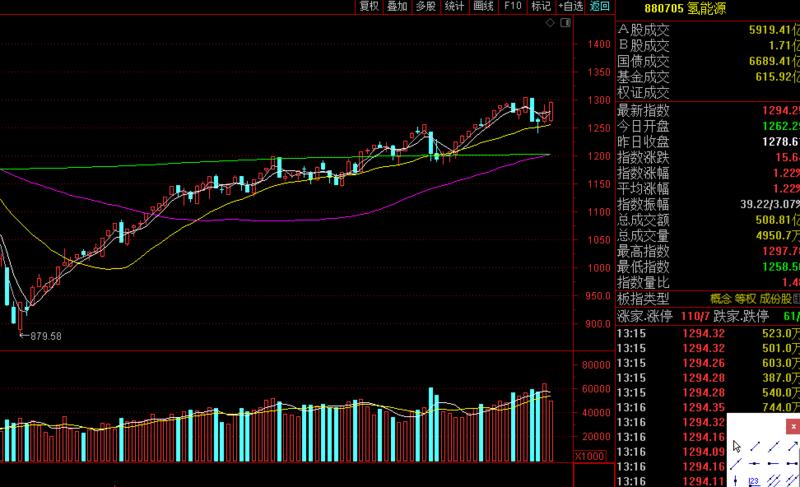 复权 叠加 多股 统计 画线 F10 标记 +自选 返回
880705 氢能源
A股成交 5919.41亿
B股成交 1.71亿
国债成交 6689.41亿
基金成交 615.92亿
权证成交
最新指数 1294.2
今日开盘 1262.2
昨日收盘 1278.6
指数涨跌 15.6
指数涨幅 1.22%
平均涨幅 1.22%
指数振幅 39.22/3.07%
总成交额 508.81亿
总成交量 4950.7万
最高指数 1297.7
最低指数 1258.5
指数量比 1.4
板指类型 概念 等权 成份股
涨家.涨停 110/7 跌家.跌停 61/
13:15 1294.32 523.0万
13:15 1294.32 501.0万
13:15 1294.26 603.0万
13:15 1294.28 387.0万
13:15 1294.28 540.0万
13:16 1294.35 744.0万
13:16 1294.32
13:16 1294.16
13:16 1294.09
13:16 1294.16
13:16 1294.11
1400
1350
1300
1250
1200
1150
1100
1050
1000
950.0
900.0
←879.58
80000
60000
40000
20000
X1000
x
123